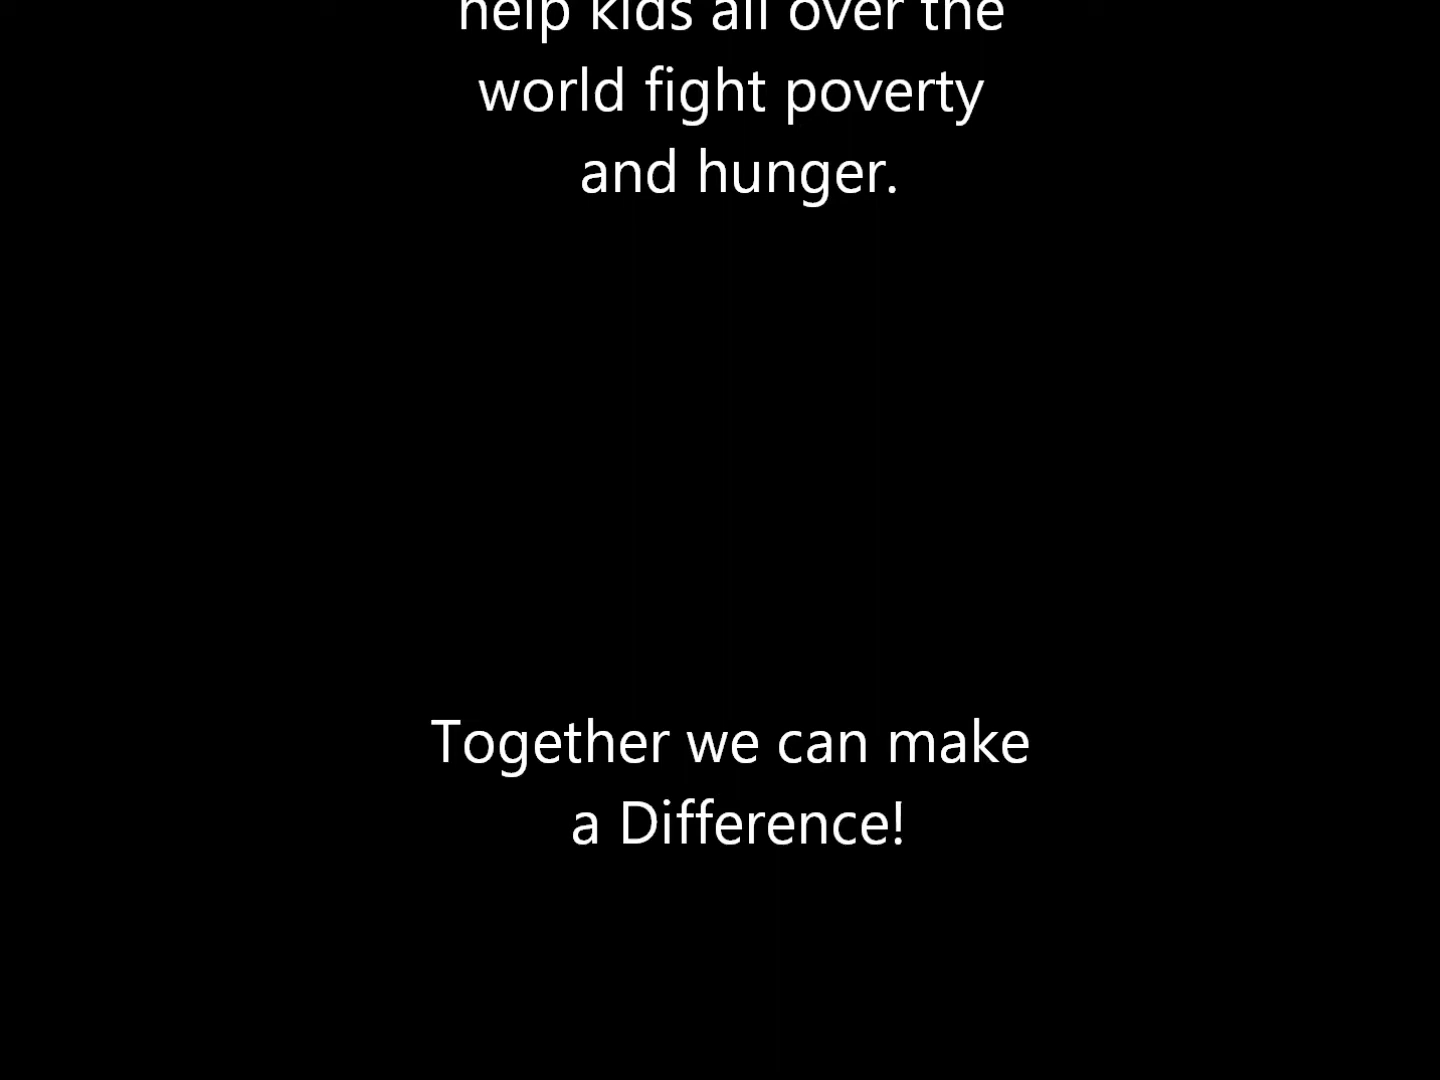 help kids all over the
world fight poverty
and hunger.
Together we can make
a Difference!